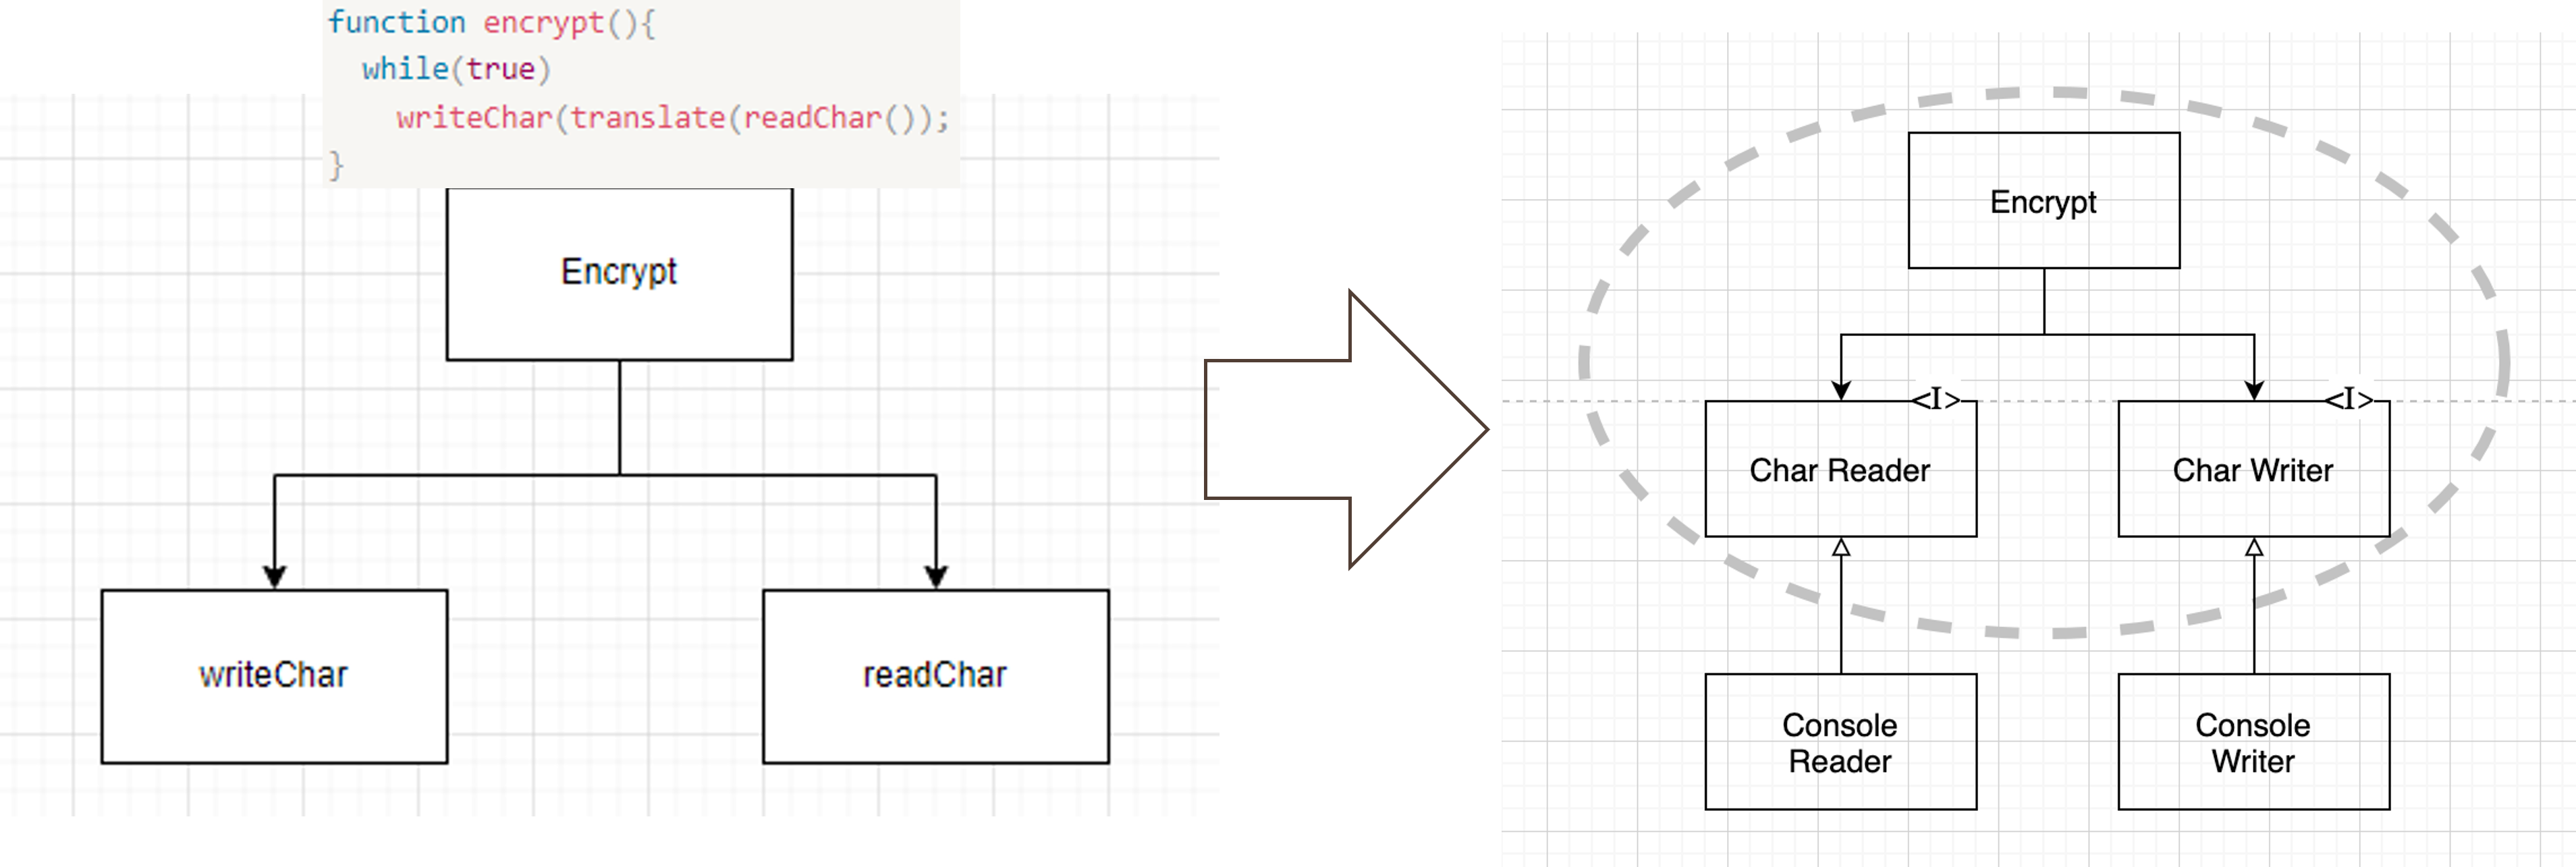 function encrypt(){
while(true)
writeChar(translate(readChar());
}
Encrypt
writeChar
readChar
Encrypt
<I>
<I>
Char Reader
Char Writer
Console
Reader
Console
Writer